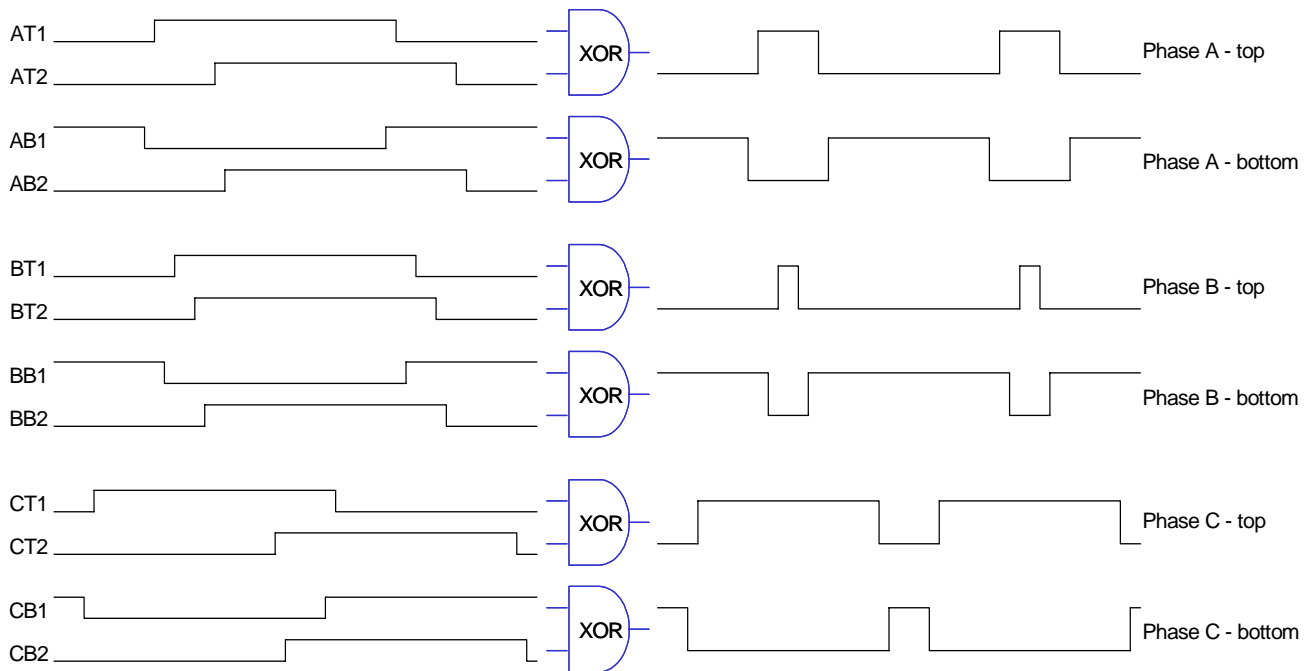 AT1
XOR
Phase A - top
AT2
AB1
XOR
Phase A - bottom
AB2
BT1
XOR
Phase B - top
BT2
BB1
XOR
Phase B - bottom
BB2
CT1
XOR
Phase C - top
CT2
CB1
XOR
Phase C - bottom
CB2